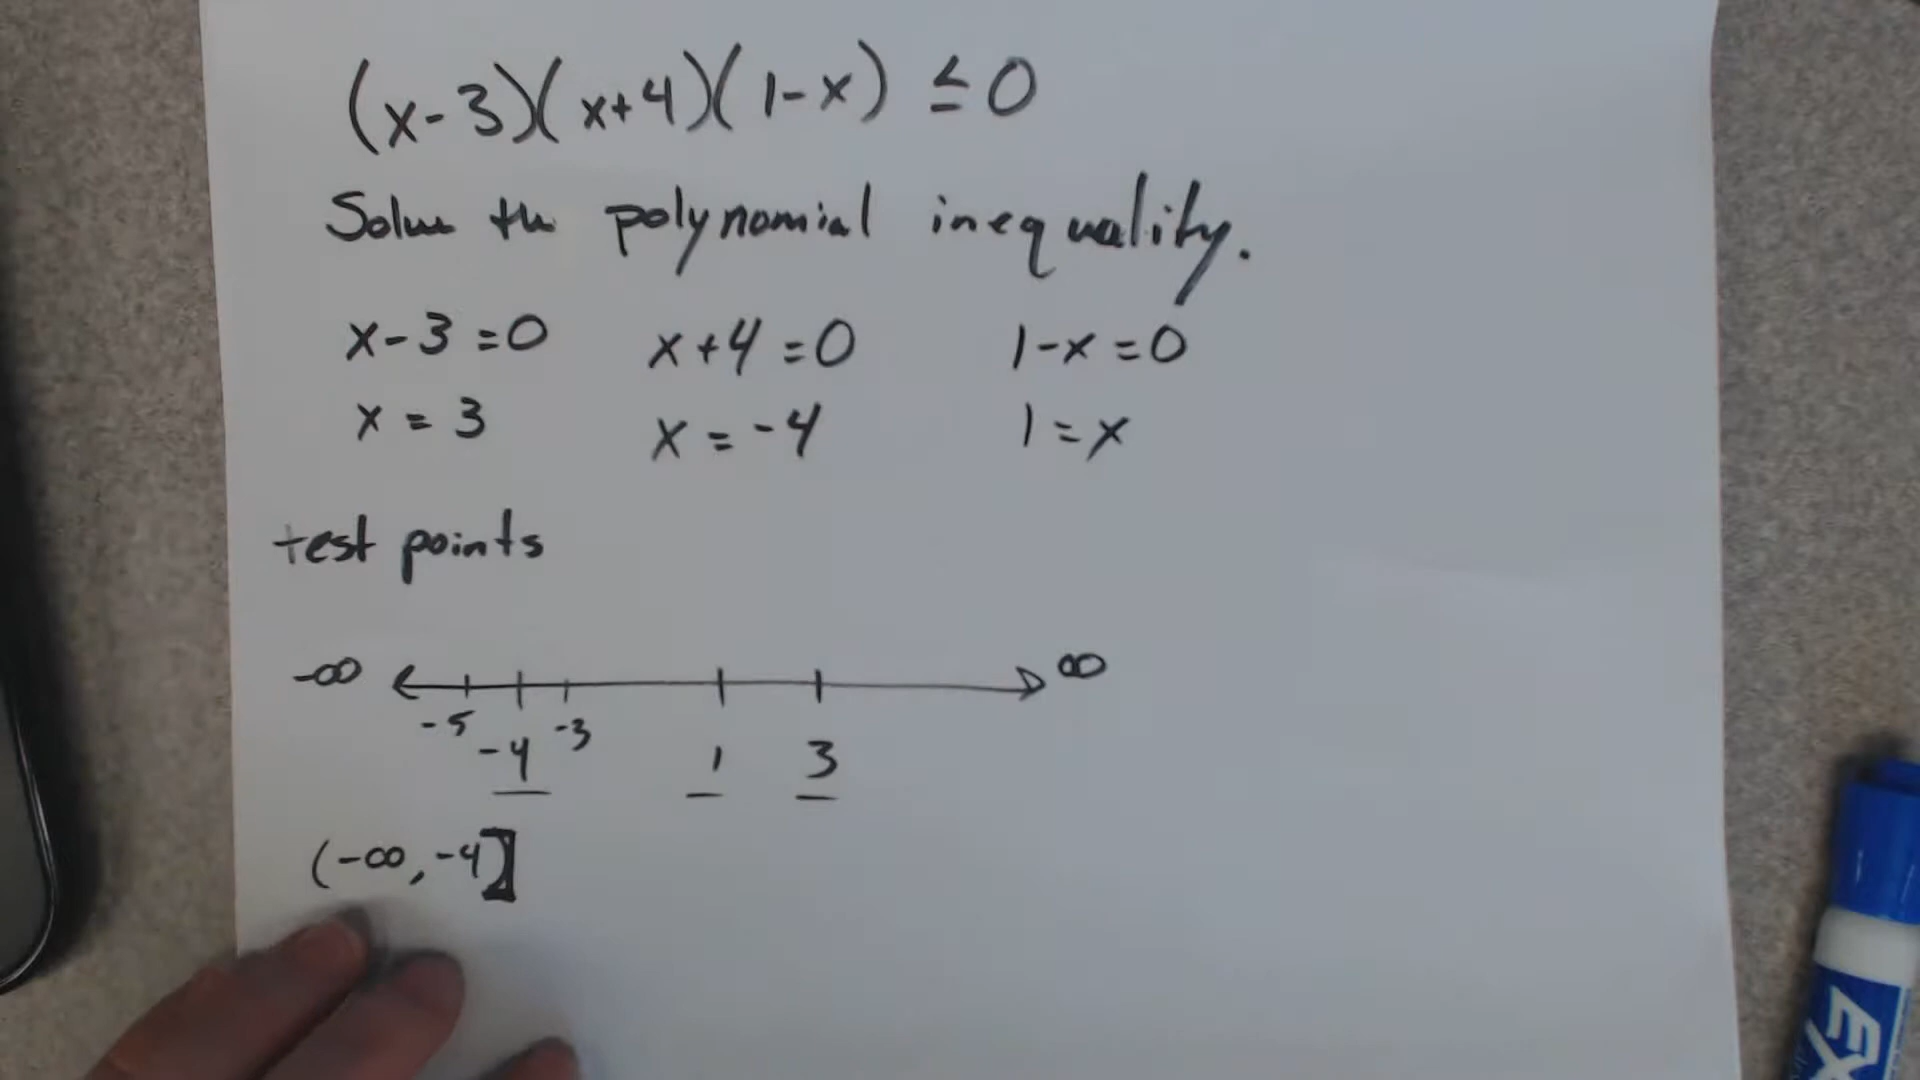 (x-3)(x+4)(1-x) ≤ 0
Solve the polynomial inequality.
x-3=0 x+4=0 1-x=0
x=3 x=-4 1=x
test points
-∞ ∞
-5 -4 -3 1 3
(-∞,-4]
EX